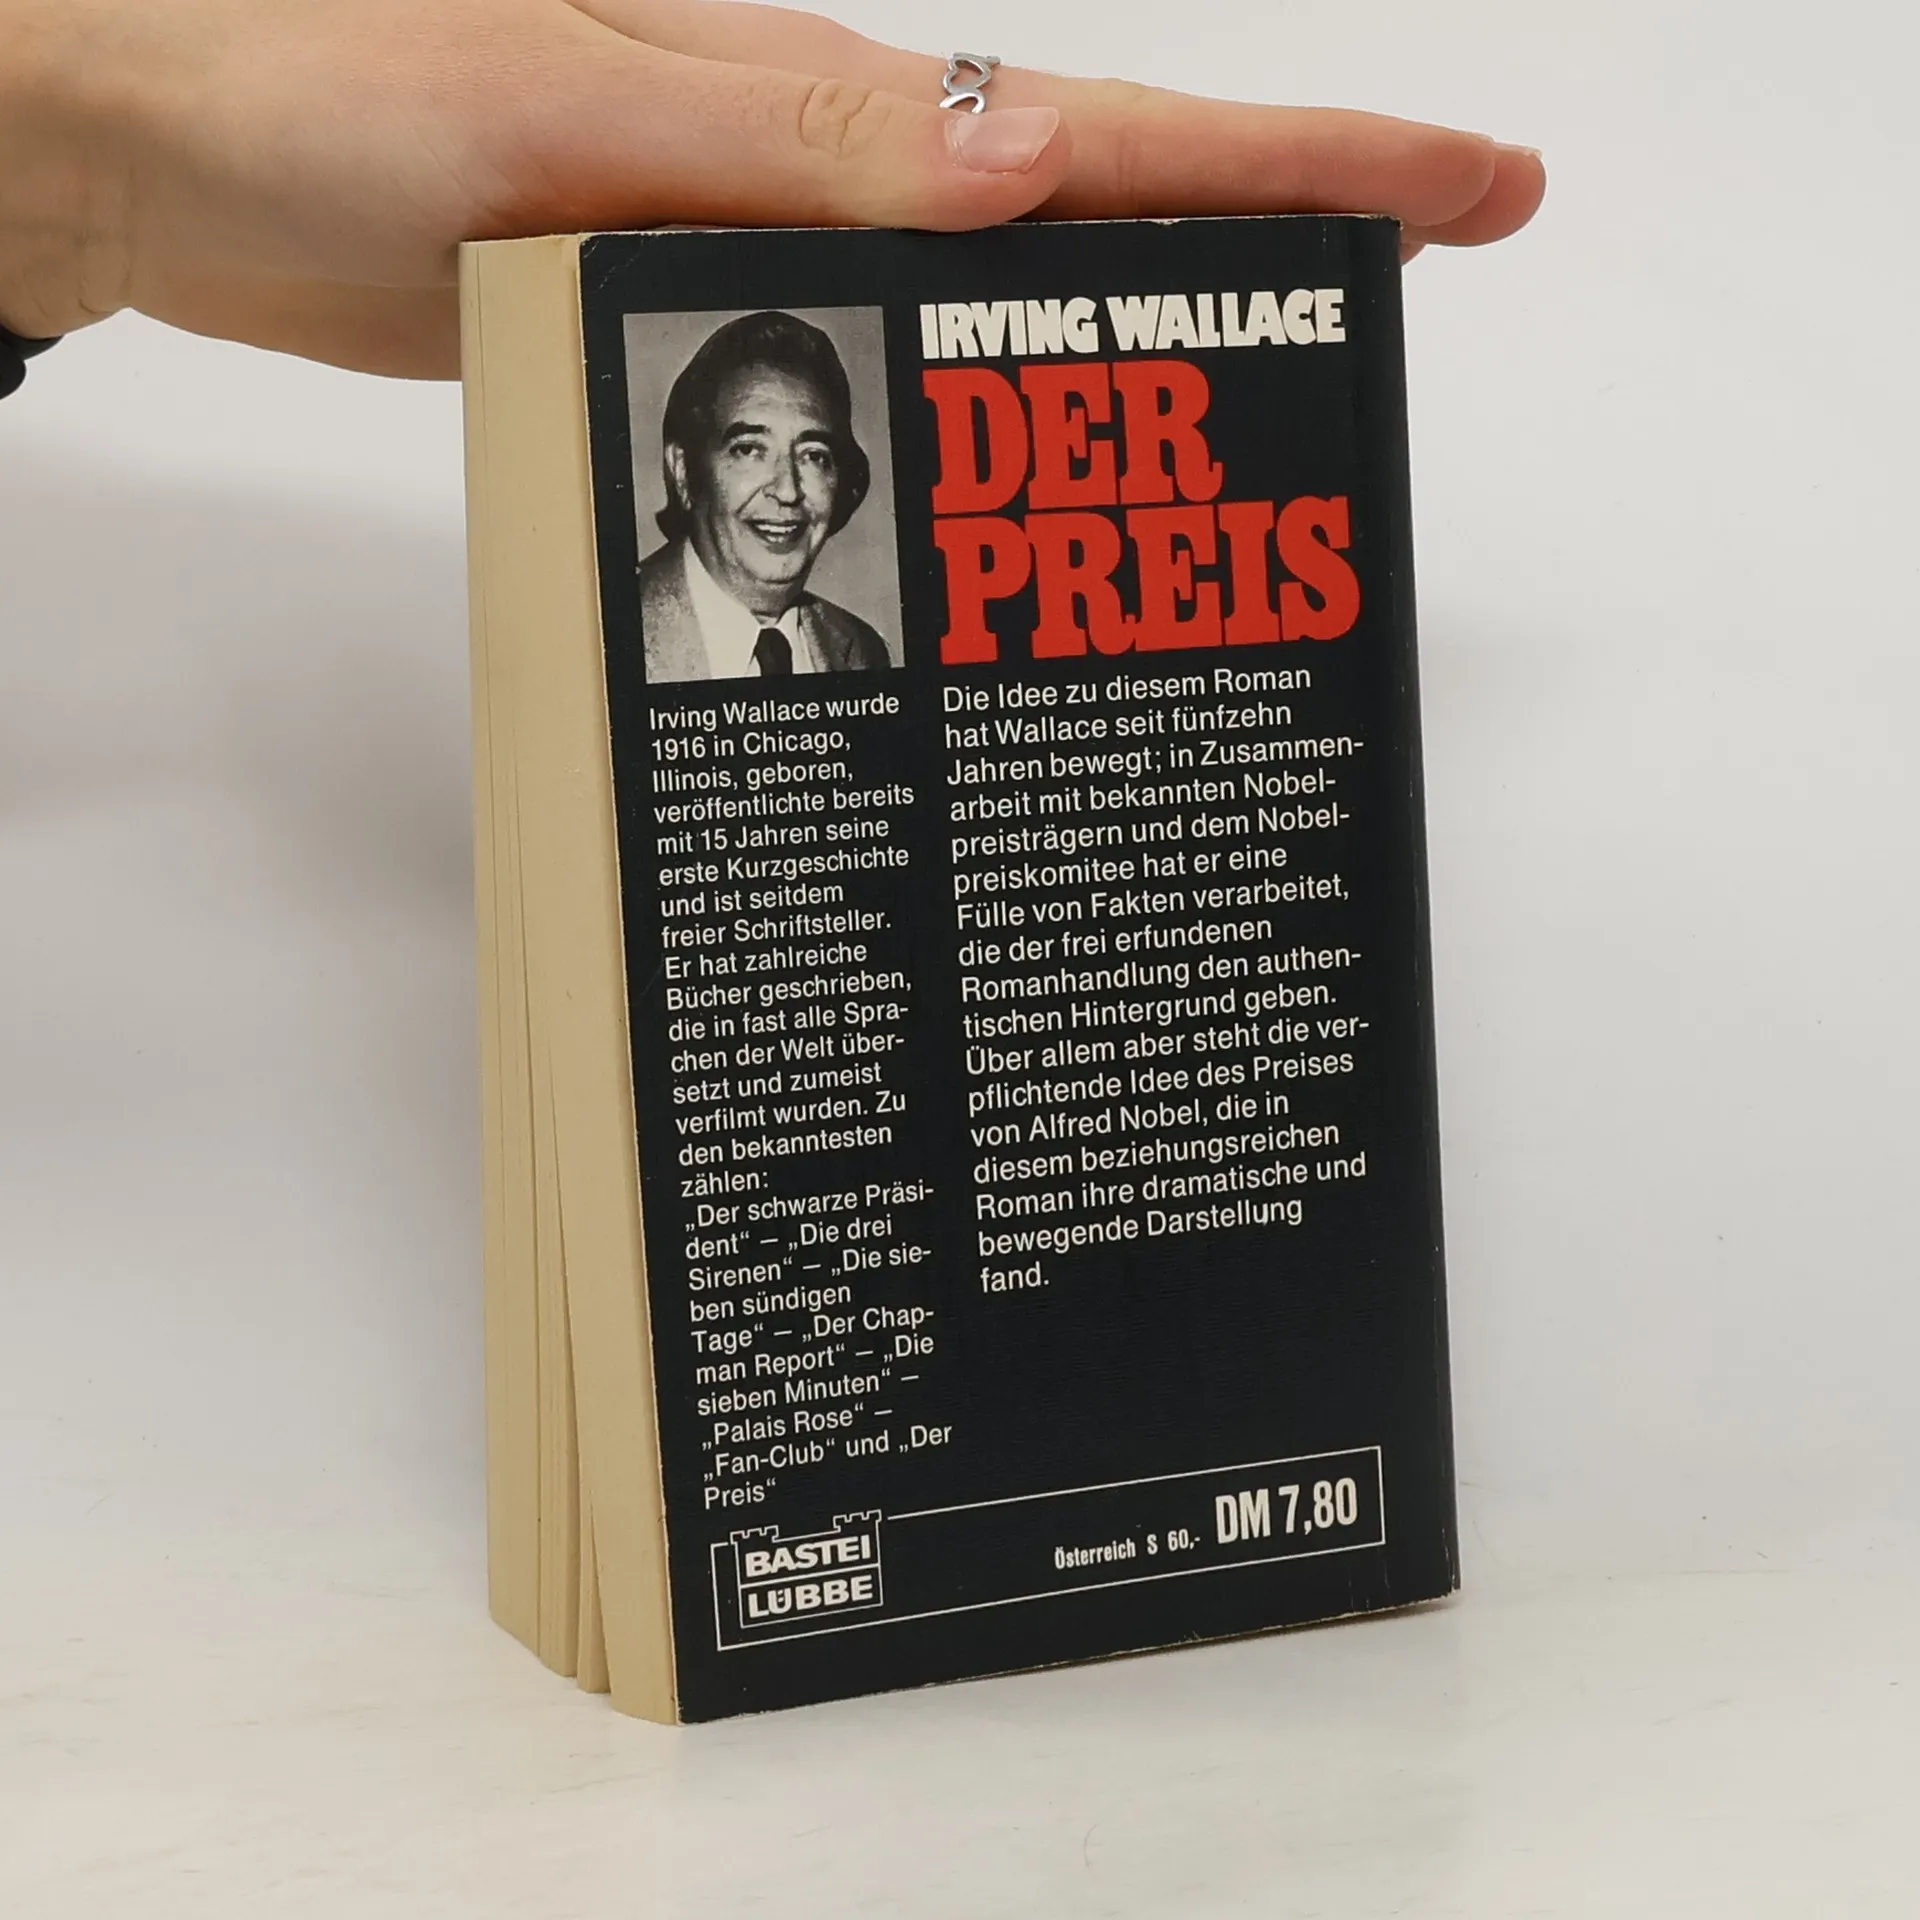 IRVING WALLACE
DER
PREIS
Irving Wallace wurde
1916 in Chicago,
Illinois, geboren,
veröffentlichte bereits
mit 15 Jahren seine
erste Kurzgeschichte
und ist seitdem
freier Schriftsteller.
Er hat zahlreiche
Bücher geschrieben,
die in fast alle Spra-
chen der Welt über-
setzt und zumeist
verfilmt wurden. Zu
den bekanntesten
zählen:
„Der schwarze Präsi-
dent“ – „Die drei
Sirenen“ – „Die sie-
ben sündigen
Tage“ – „Der Chap-
man Report“ – „Die
sieben Minuten“ –
„Palais Rose“ –
„Fan-Club“ und „Der
Preis“
Die Idee zu diesem Roman
hat Wallace seit fünfzehn
Jahren bewegt; in Zusammen-
arbeit mit bekannten Nobel-
preisträgern und dem Nobel-
preiskomitee hat er eine
Fülle von Fakten verarbeitet,
die der frei erfundenen
Romanhandlung den authen-
tischen Hintergrund geben.
Über allem aber steht die ver-
pflichtende Idee des Preises
von Alfred Nobel, die in
diesem beziehungsreichen
Roman ihre dramatische und
bewegende Darstellung
fand.
BASTEI
LÜBBE
Österreich S 60,- DM 7,80